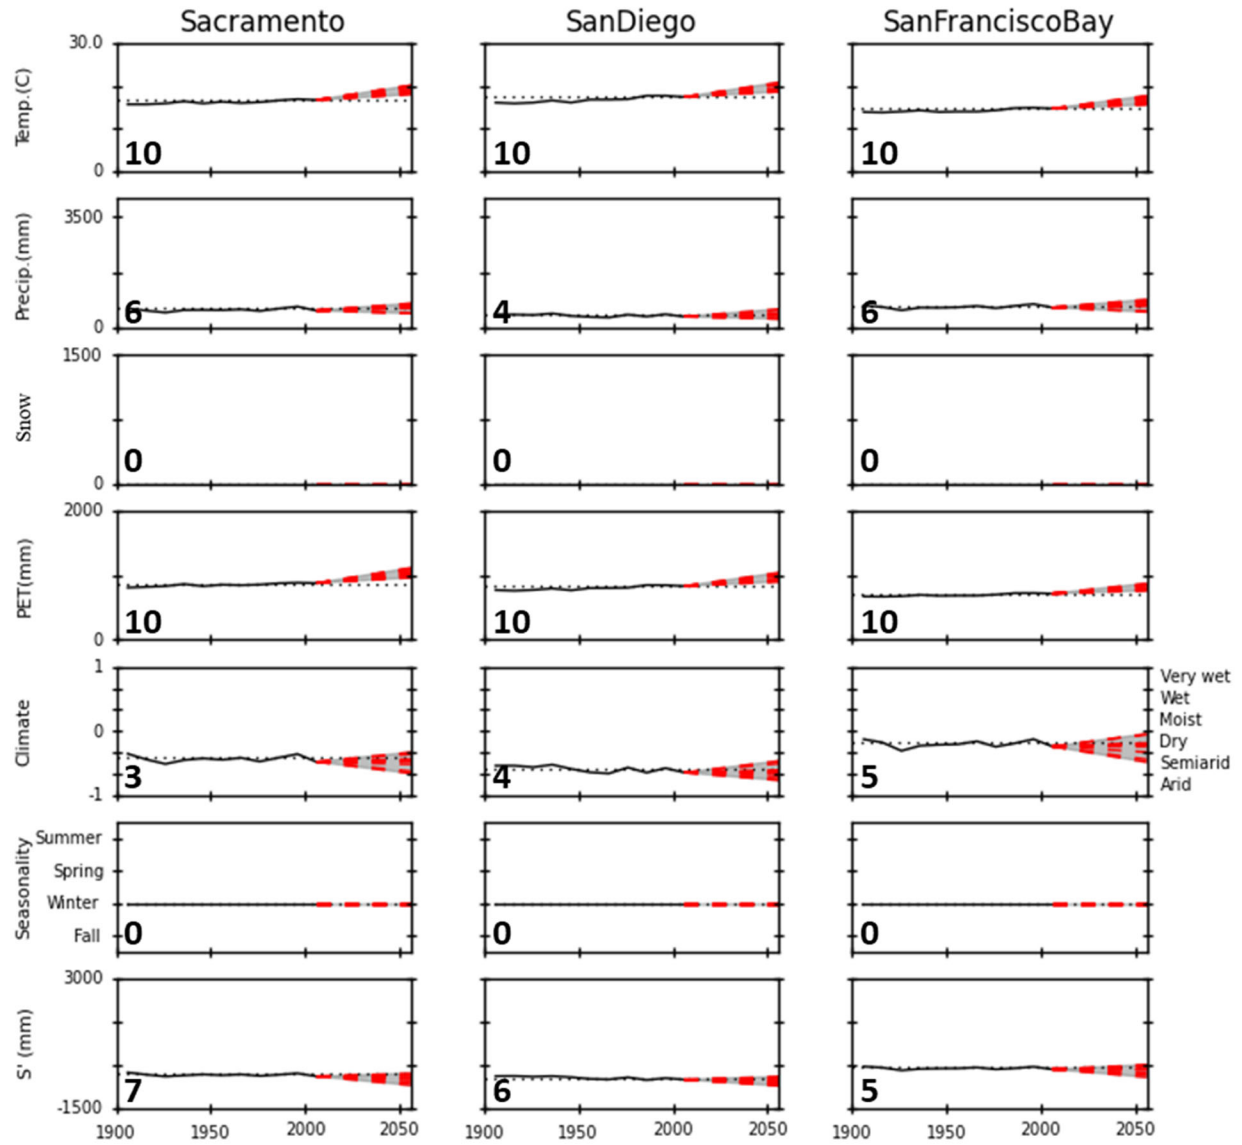 Sacramento SanDiego SanFranciscoBay
Temp.(C)
30.0
0
10 10 10
Precip.(mm)
3500
0
6 4 6
Snow
1500
0
0 0 0
PET(mm)
2000
0
10 10 10
Climate
1
0
-1
3 4 5
Very wet
Wet
Moist
Dry
Semiarid
Arid
Seasonality
Summer
Spring
Winter
Fall
0 0 0
S' (mm)
3000
-1500
7 6 5
1900 1950 2000 2050 1900 1950 2000 2050 1900 1950 2000 2050